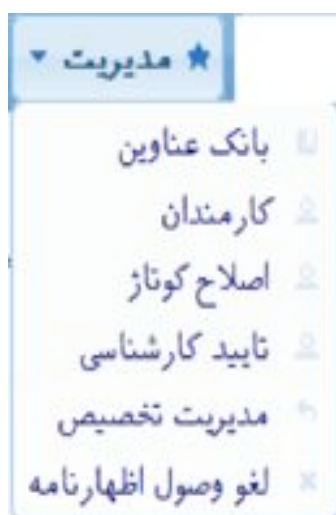 مدیریت
بانک عناوین
کارمندان
اصلاح کوتاژ
تایید کارشناسی
مدیریت تخصیص
لغو وصول اظهارنامه